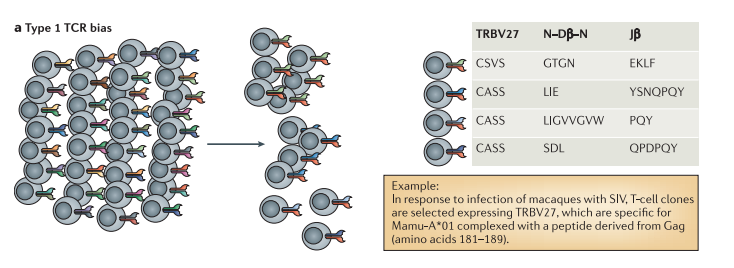 a Type 1 TCR bias
TRBV27 N–Dβ–N Jβ
CSVS GTGN EKLF
CASS LIE YSNQPQY
CASS LIGVVGVW PQY
CASS SDL QPDPQY
Example:
In response to infection of macaques with SIV, T-cell clones
are selected expressing TRBV27, which are specific for
Mamu-A*01 complexed with a peptide derived from Gag
(amino acids 181–189).